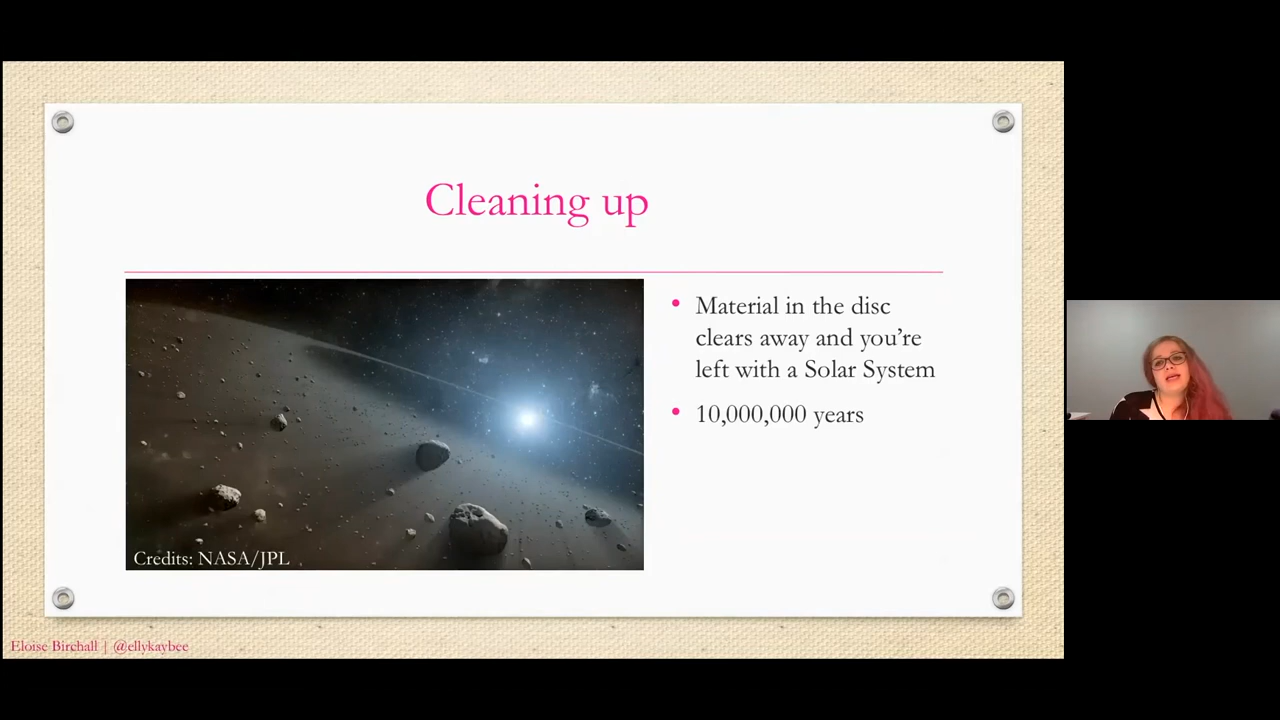 Cleaning up
• Material in the disc
clears away and you’re
left with a Solar System
• 10,000,000 years
Credits: NASA/JPL
Eloise Birchall | @ellykaybee